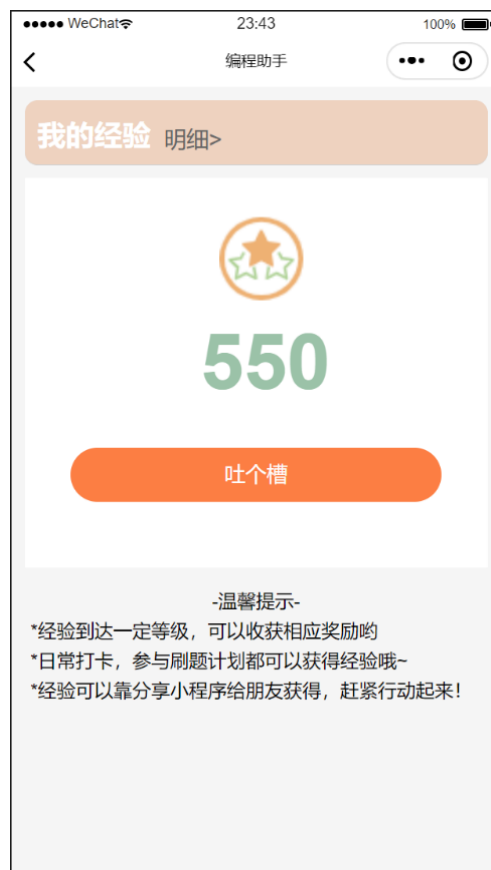 WeChat 23:43 100%
编程助手
我的经验 明细>
550
吐个槽
-温馨提示-
*经验到达一定等级，可以收获相应奖励哟
*日常打卡，参与刷题计划都可以获得经验哦~
*经验可以靠分享小程序给朋友获得，赶紧行动起来！